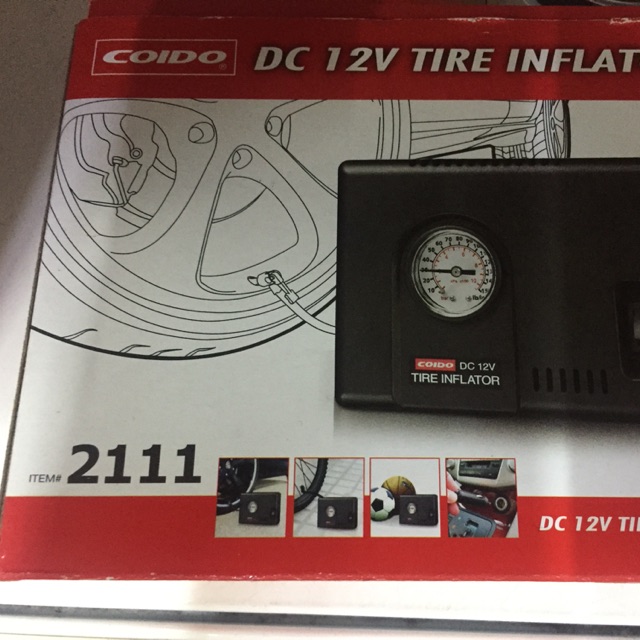 COIDO® DC 12V TIRE INFLAT
COIDO DC 12V
TIRE INFLATOR
ITEM# 2111
DC 12V TI